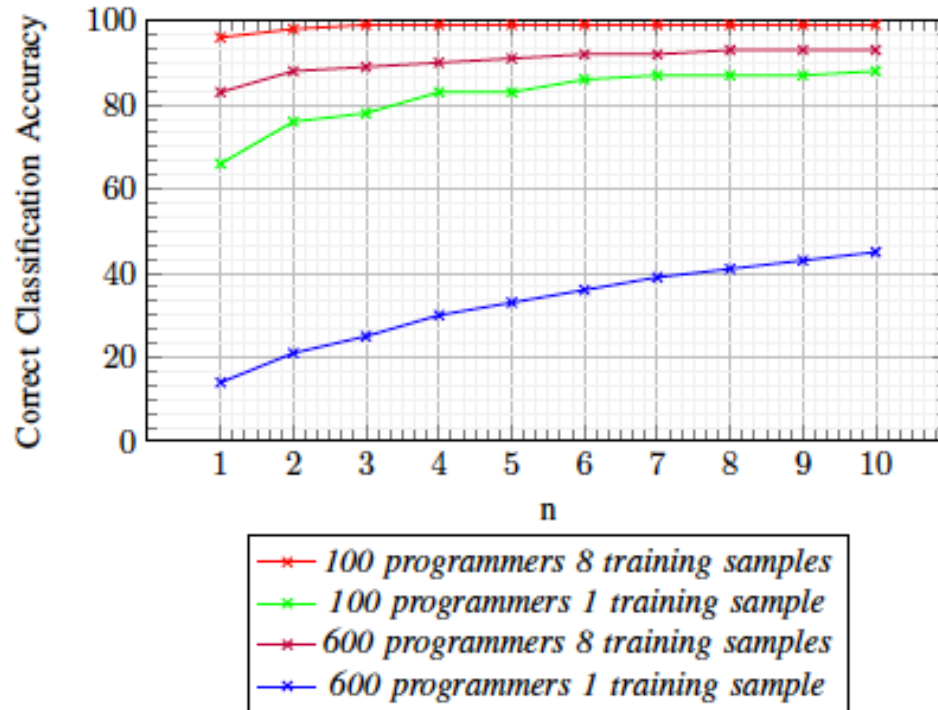 Correct Classification Accuracy
100
80
60
40
20
0
1 2 3 4 5 6 7 8 9 10
n
100 programmers 8 training samples
100 programmers 1 training sample
600 programmers 8 training samples
600 programmers 1 training sample